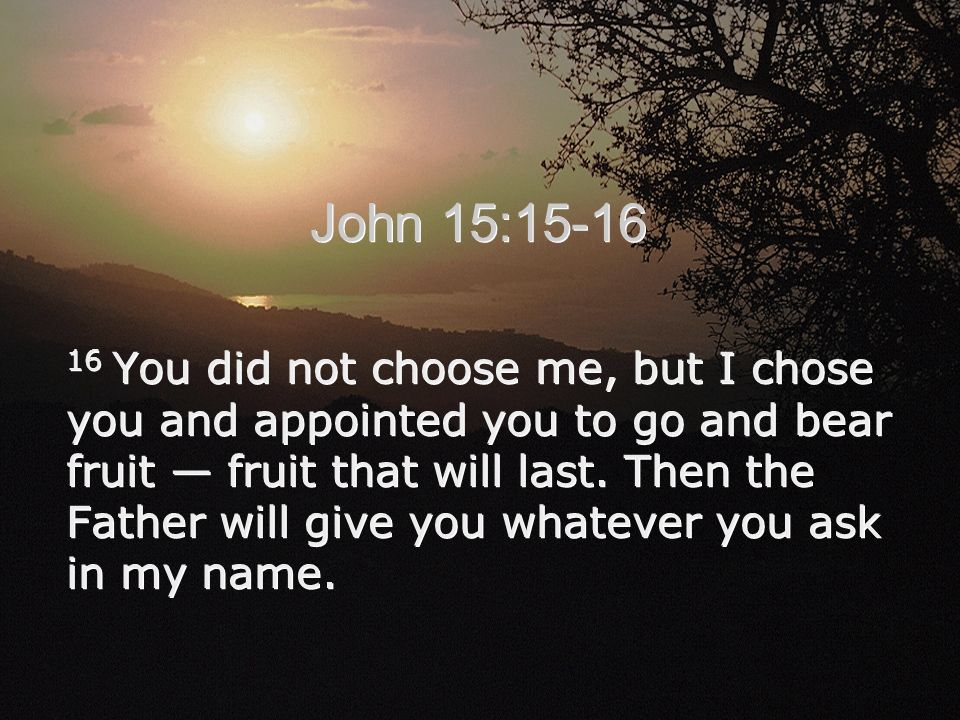 John 15:15-16
16 You did not choose me, but I chose
you and appointed you to go and bear
fruit — fruit that will last. Then the
Father will give you whatever you ask
in my name.